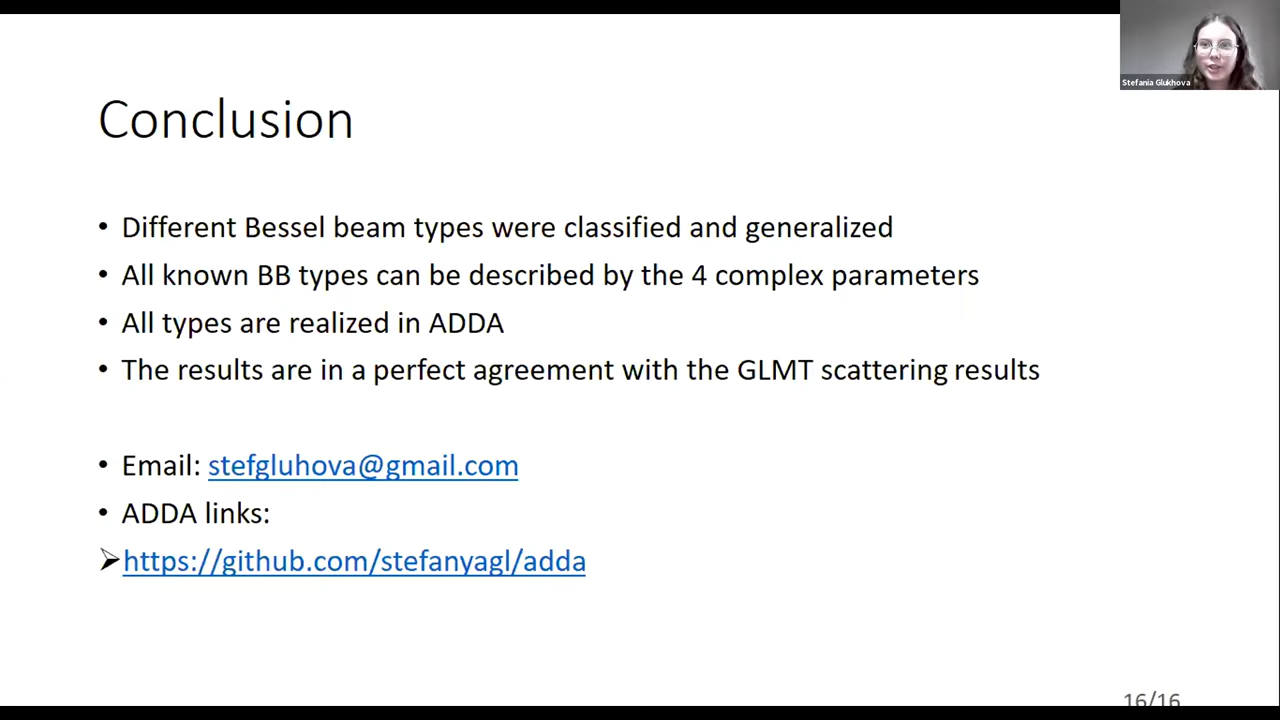 Stefania Glukhova
Conclusion
• Different Bessel beam types were classified and generalized
• All known BB types can be described by the 4 complex parameters
• All types are realized in ADDA
• The results are in a perfect agreement with the GLMT scattering results
• Email: stefgluhova@gmail.com
• ADDA links:
➢https://github.com/stefanyagl/adda
16/16